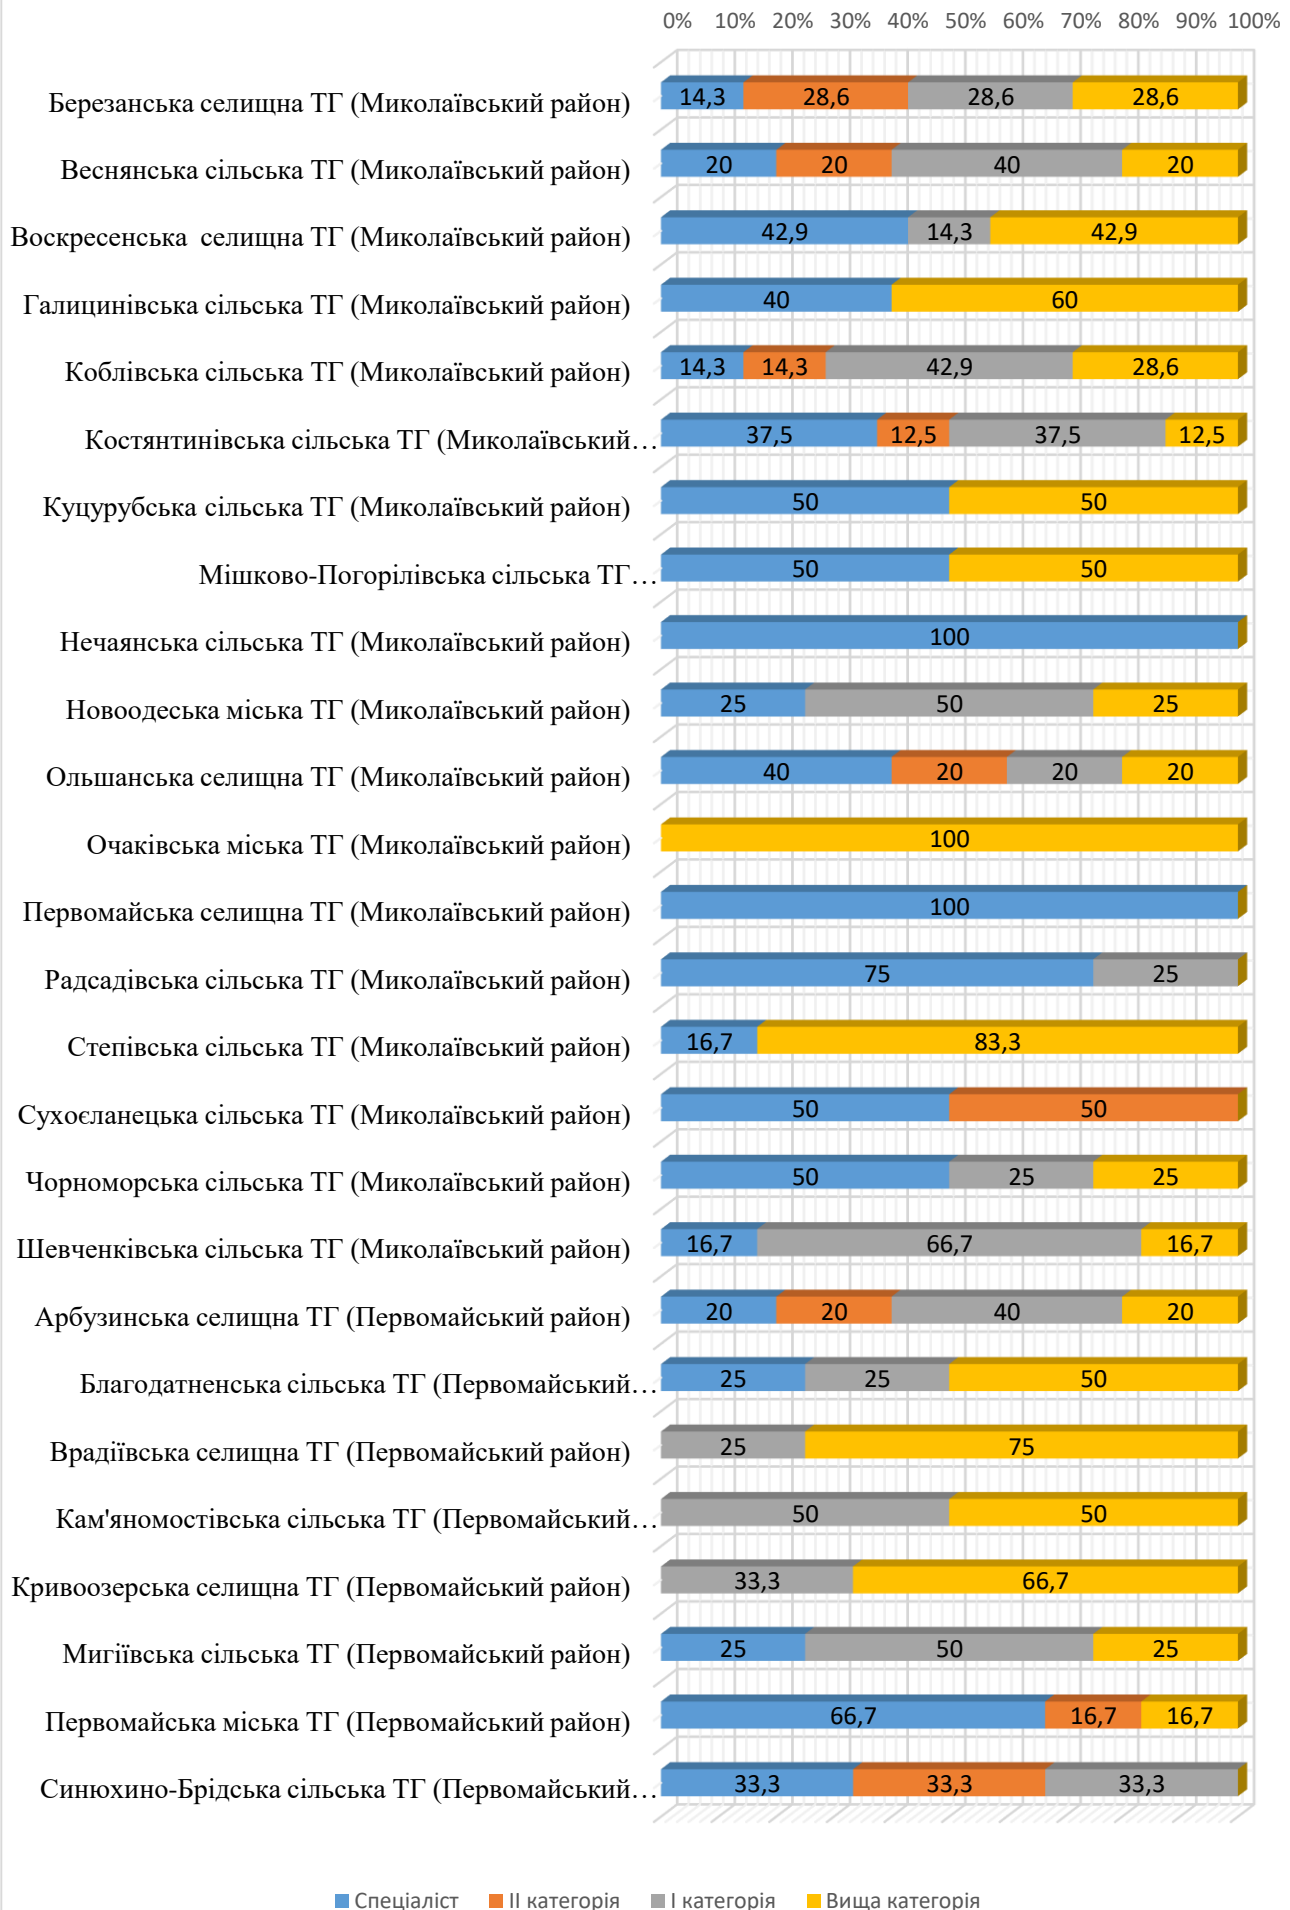 0% 10% 20% 30% 40% 50% 60% 70% 80% 90% 100%
Березанська селищна ТГ (Миколаївський район) 14,3 28,6 28,6 28,6
Веснянська сільська ТГ (Миколаївський район) 20 20 40 20
Воскресенська селищна ТГ (Миколаївський район) 42,9 14,3 42,9
Галицинівська сільська ТГ (Миколаївський район) 40 60
Коблівська сільська ТГ (Миколаївський район) 14,3 14,3 42,9 28,6
Костянтинівська сільська ТГ (Миколаївський… 37,5 12,5 37,5 12,5
Куцурубська сільська ТГ (Миколаївський район) 50 50
Мішково-Погорілівська сільська ТГ… 50 50
Нечаянська сільська ТГ (Миколаївський район) 100
Новоодеська міська ТГ (Миколаївський район) 25 50 25
Ольшанська селищна ТГ (Миколаївський район) 40 20 20 20
Очаківська міська ТГ (Миколаївський район) 100
Первомайська селищна ТГ (Миколаївський район) 100
Радсадівська сільська ТГ (Миколаївський район) 75 25
Степівська сільська ТГ (Миколаївський район) 16,7 83,3
Сухоєланецька сільська ТГ (Миколаївський район) 50 50
Чорноморська сільська ТГ (Миколаївський район) 50 25 25
Шевченківська сільська ТГ (Миколаївський район) 16,7 66,7 16,7
Арбузинська селищна ТГ (Первомайський район) 20 20 40 20
Благодатненська сільська ТГ (Первомайський… 25 25 50
Врадіївська селищна ТГ (Первомайський район) 25 75
Кам'яномостівська сільська ТГ (Первомайський… 50 50
Кривоозерська селищна ТГ (Первомайський район) 33,3 66,7
Мигіївська сільська ТГ (Первомайський район) 25 50 25
Первомайська міська ТГ (Первомайський район) 66,7 16,7 16,7
Синюхино-Брідська сільська ТГ (Первомайський… 33,3 33,3 33,3
Спеціаліст ІІ категорія І категорія Вища категорія